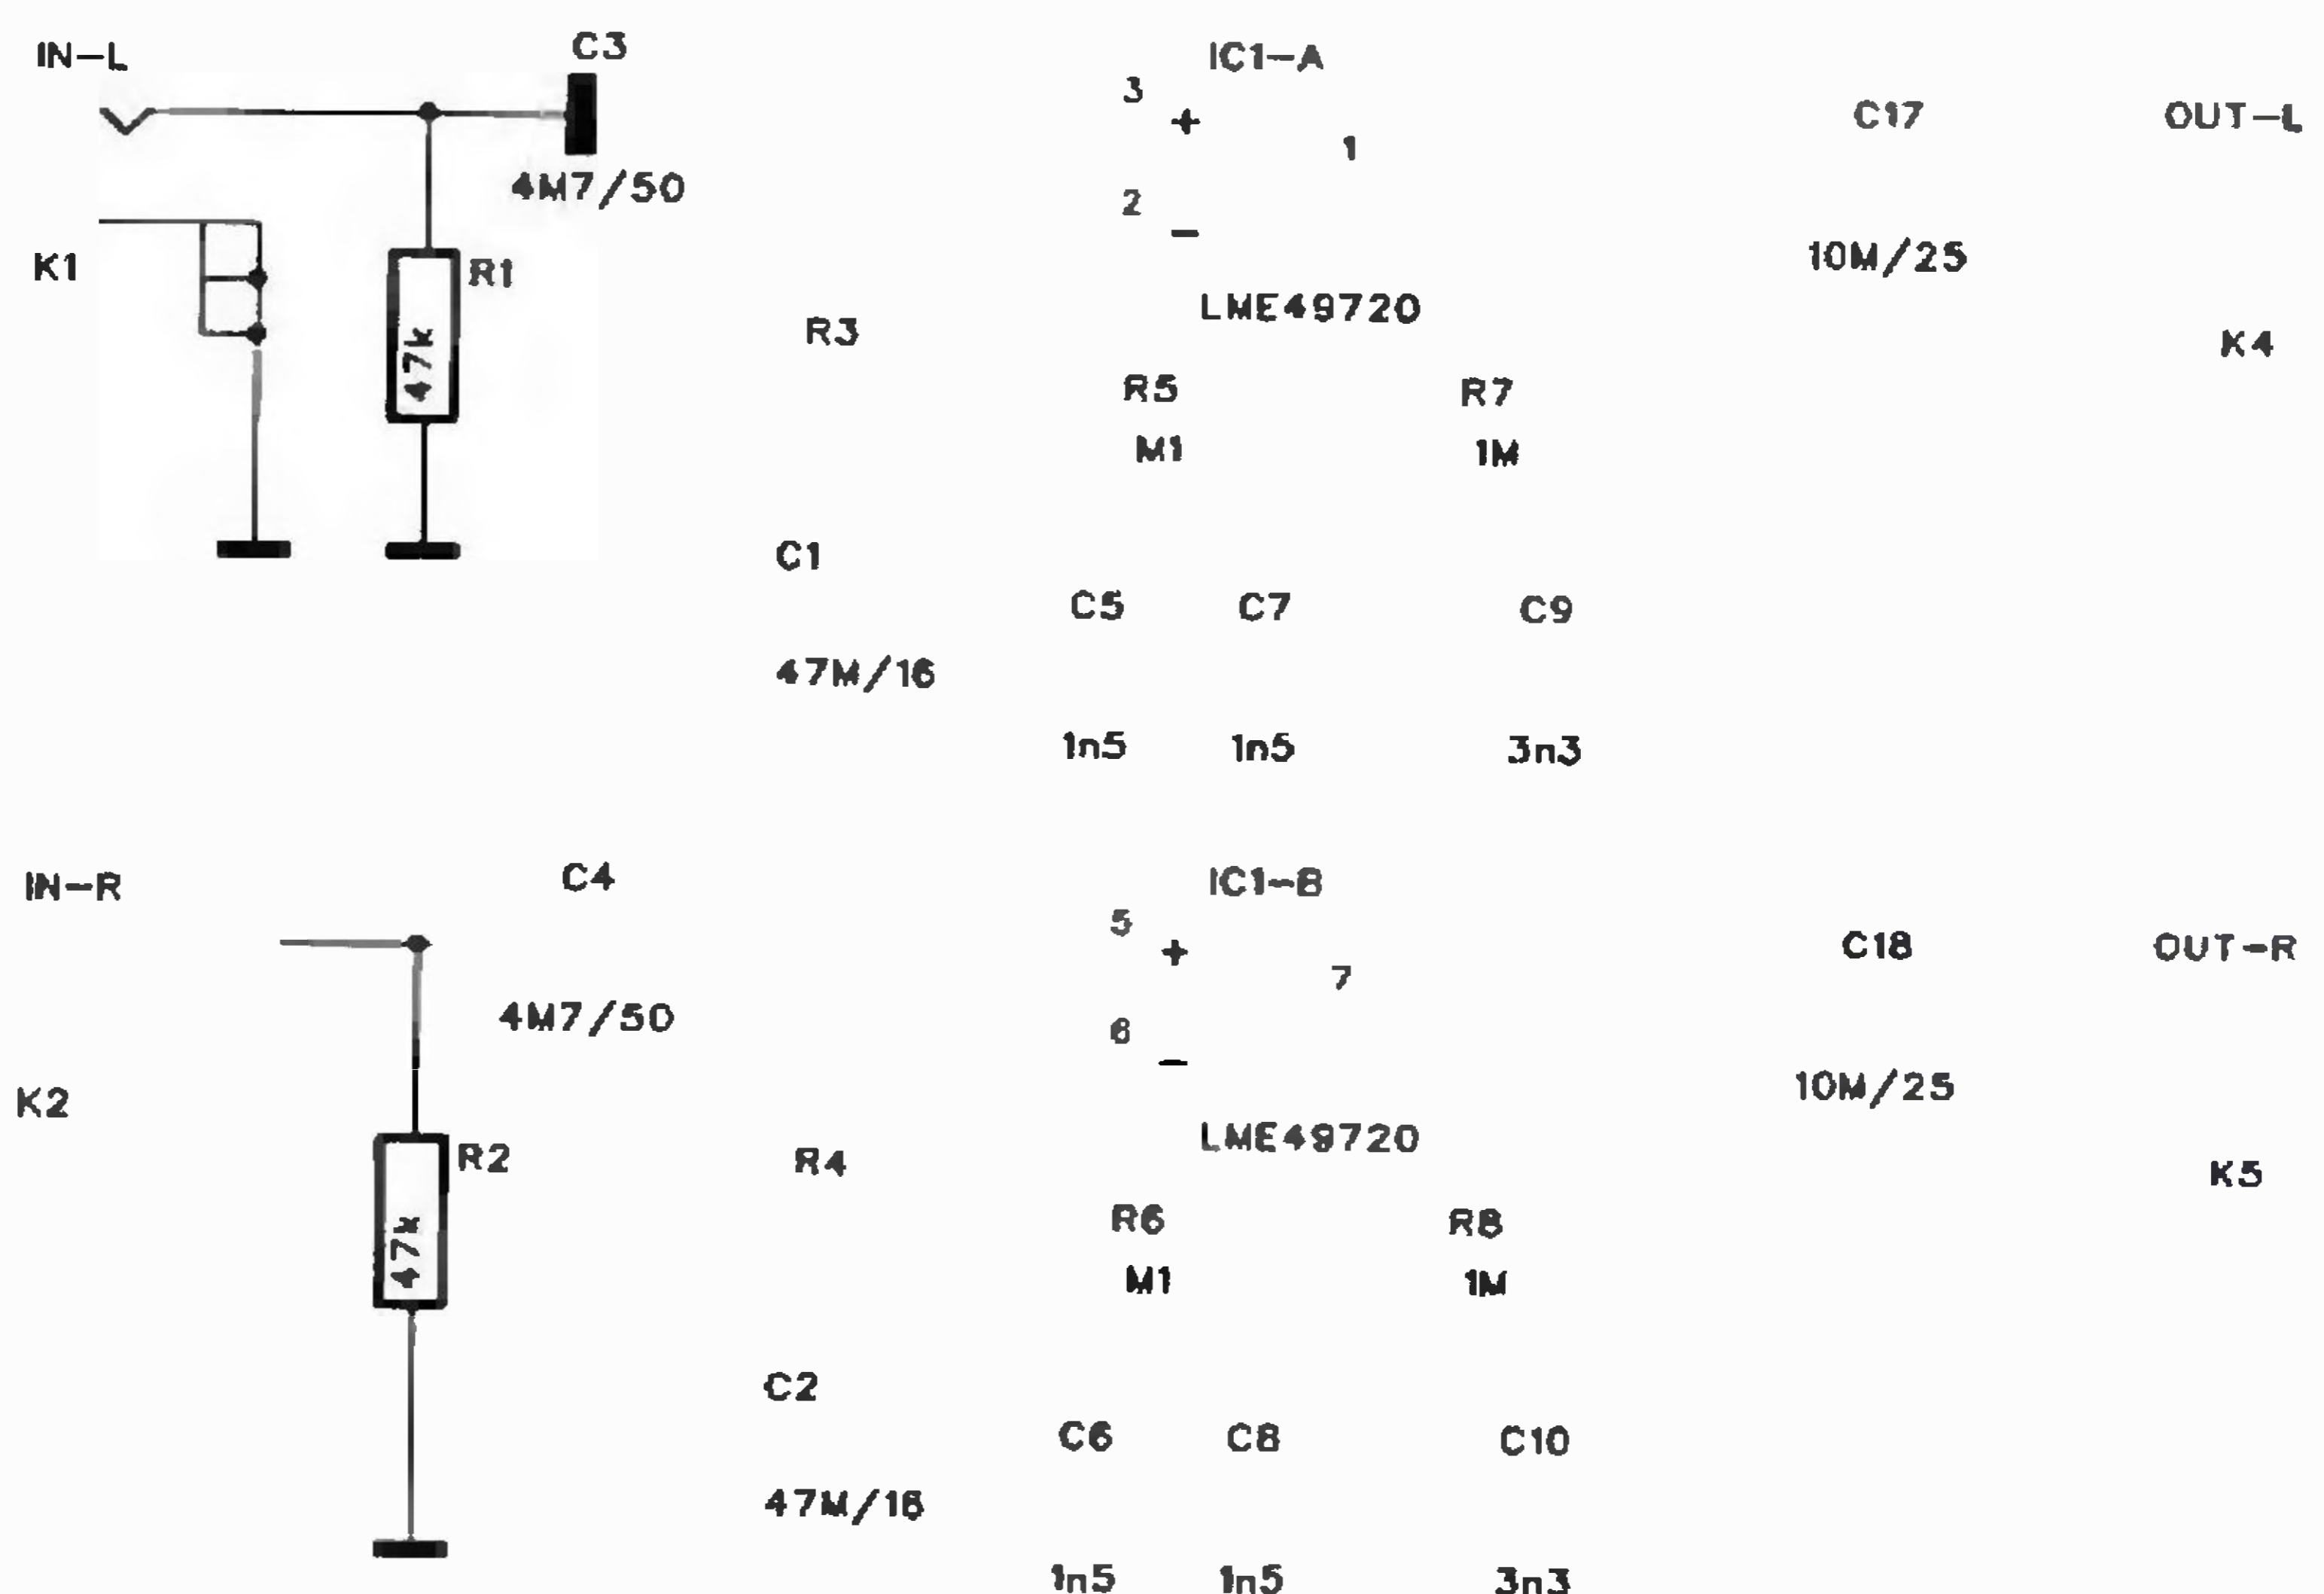 IN-L
C3
IC1-A
3
+
1
C17
OUT-L
4M7/50
2
-
10M/25
K1
R1
LME49720
R3
47k
K4
R5
R7
M1
1M
C1
C5
C7
C9
47M/16
1n5
1n5
3n3
IN-R
C4
IC1-B
5
+
7
C18
OUT-R
4M7/50
6
-
10M/25
K2
R2
LME49720
R4
47k
K5
R6
R8
M1
1M
C2
C6
C8
C10
47M/16
1n5
1n5
3n3